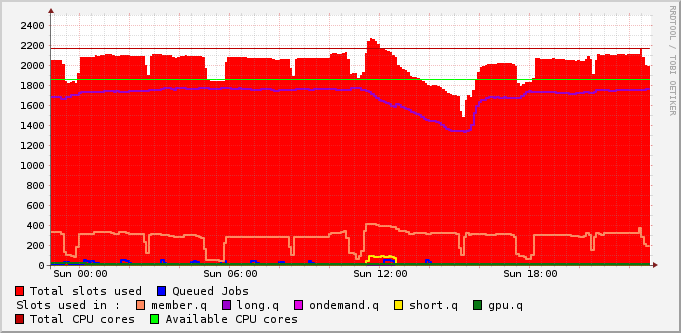 2400
2200
2000
1800
1600
1400
1200
1000
800
600
400
200
0
Sun 00:00 Sun 06:00 Sun 12:00 Sun 18:00
Total slots used Queued Jobs
Slots used in : member.q long.q ondemand.q short.q gpu.q
Total CPU cores Available CPU cores
RRDTOOL / TOBI OETIKER